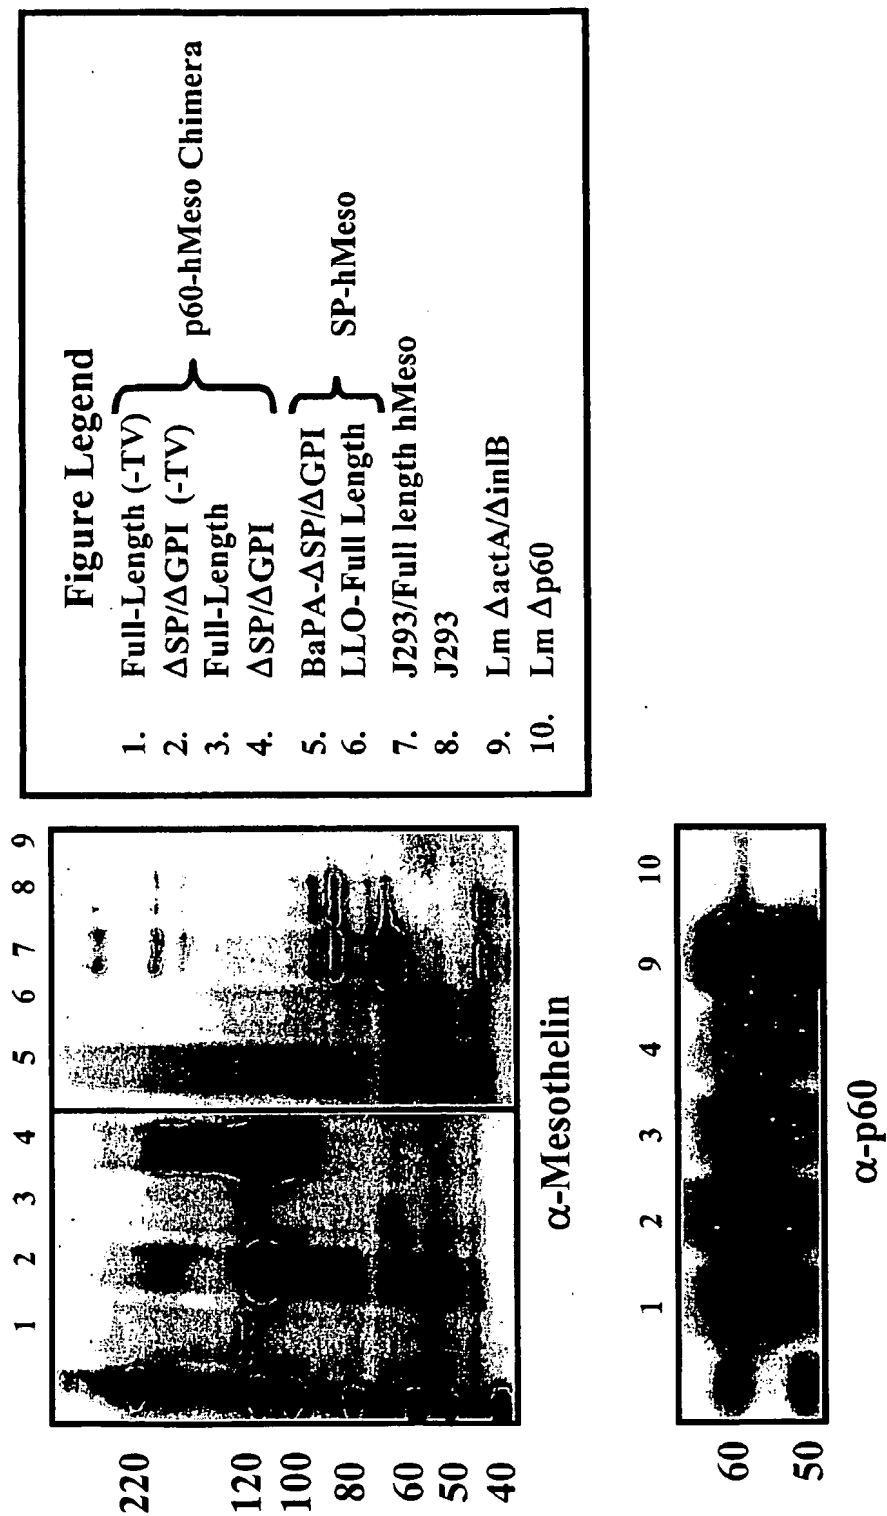 1 2 3 4 5 6 7 8 9
220
120
100
80
60
50
40
α-Mesothelin
1 2 3 4 9 10
60
50
α-p60
Figure Legend
1. Full-Length (-TV)
2. ΔSP/ΔGPI (-TV)
3. Full-Length
4. ΔSP/ΔGPI
p60-hMeso Chimera
5. BaPA-ΔSP/ΔGPI
6. LLO-Full Length
SP-hMeso
7. J293/Full length hMeso
8. J293
9. Lm ΔactA/ΔinlB
10. Lm Δp60